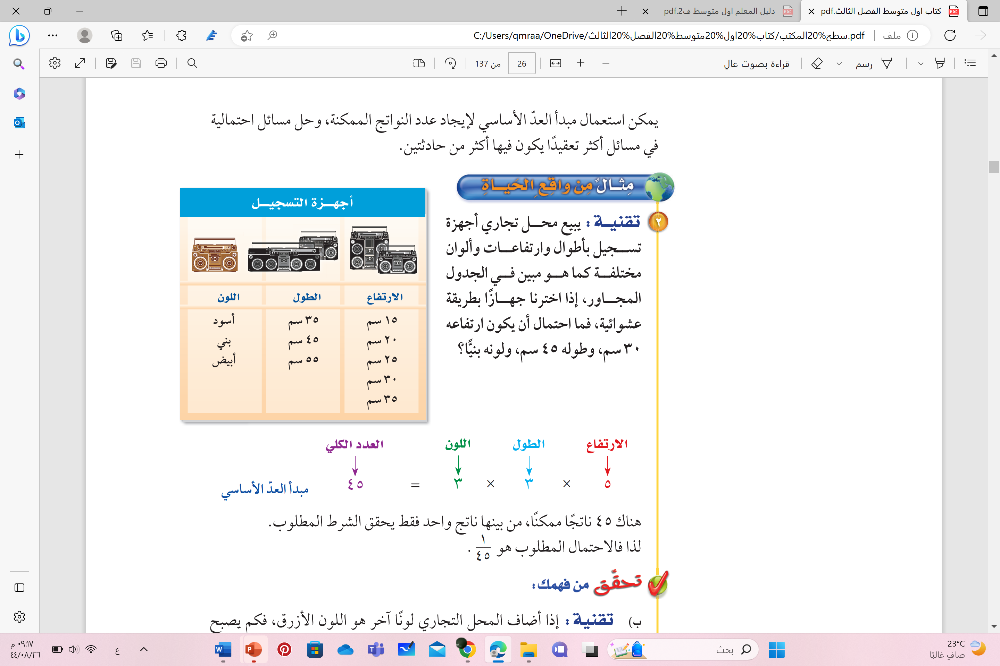 كتاب اول متوسط الفصل الثالث.pdf
دليل المعلم اول متوسط ف2.pdf
ملف
C:/Users/qmraa/OneDrive/سطح%20المكتب/كتاب%20اول%20متوسط%20الفصل%20الثالث.pdf
رسم
قراءة بصوت عالٍ
26
من 137
يمكن استعمال مبدأ العدّ الأساسي لإيجاد عدد النواتج الممكنة، وحل مسائل احتمالية
في مسائل أكثر تعقيدًا يكون فيها أكثر من حادثتين.
مِثَالٌ مِن واقِعِ الحَيَاةِ
٢ تقنية : يبيع محل تجاري أجهزة
تسجيل بأطوال وارتفاعات وألوان
مختلفة كما هو مبين في الجدول
المجاور، إذا اخترنا جهازًا بطريقة
عشوائية، فما احتمال أن يكون ارتفاعه
٣٠ سم، وطوله ٤٥ سم، ولونه بنيًّا؟
أجهزة التسجيل
الارتفاع الطول اللون
١٥ سم ٣٥ سم أسود
٢٠ سم ٤٥ سم بني
٢٥ سم ٥٥ سم أبيض
٣٠ سم
٣٥ سم
الارتفاع الطول اللون العدد الكلي
٥ × ٣ × ٣ = ٤٥ مبدأ العدّ الأساسي
هناك ٤٥ ناتجًا ممكنًا، من بينها ناتج واحد فقط يحقق الشرط المطلوب.
لذا فالاحتمال المطلوب هو ١/٤٥ .
تحقّق من فهمك :
ب) تقنية : إذا أضاف المحل التجاري لونًا آخر هو اللون الأزرق، فكم يصبح
23°C
صافٍ غالبًا
بحث
ع
٠٩:١٧ م
٤٤/٠٨/٢٦